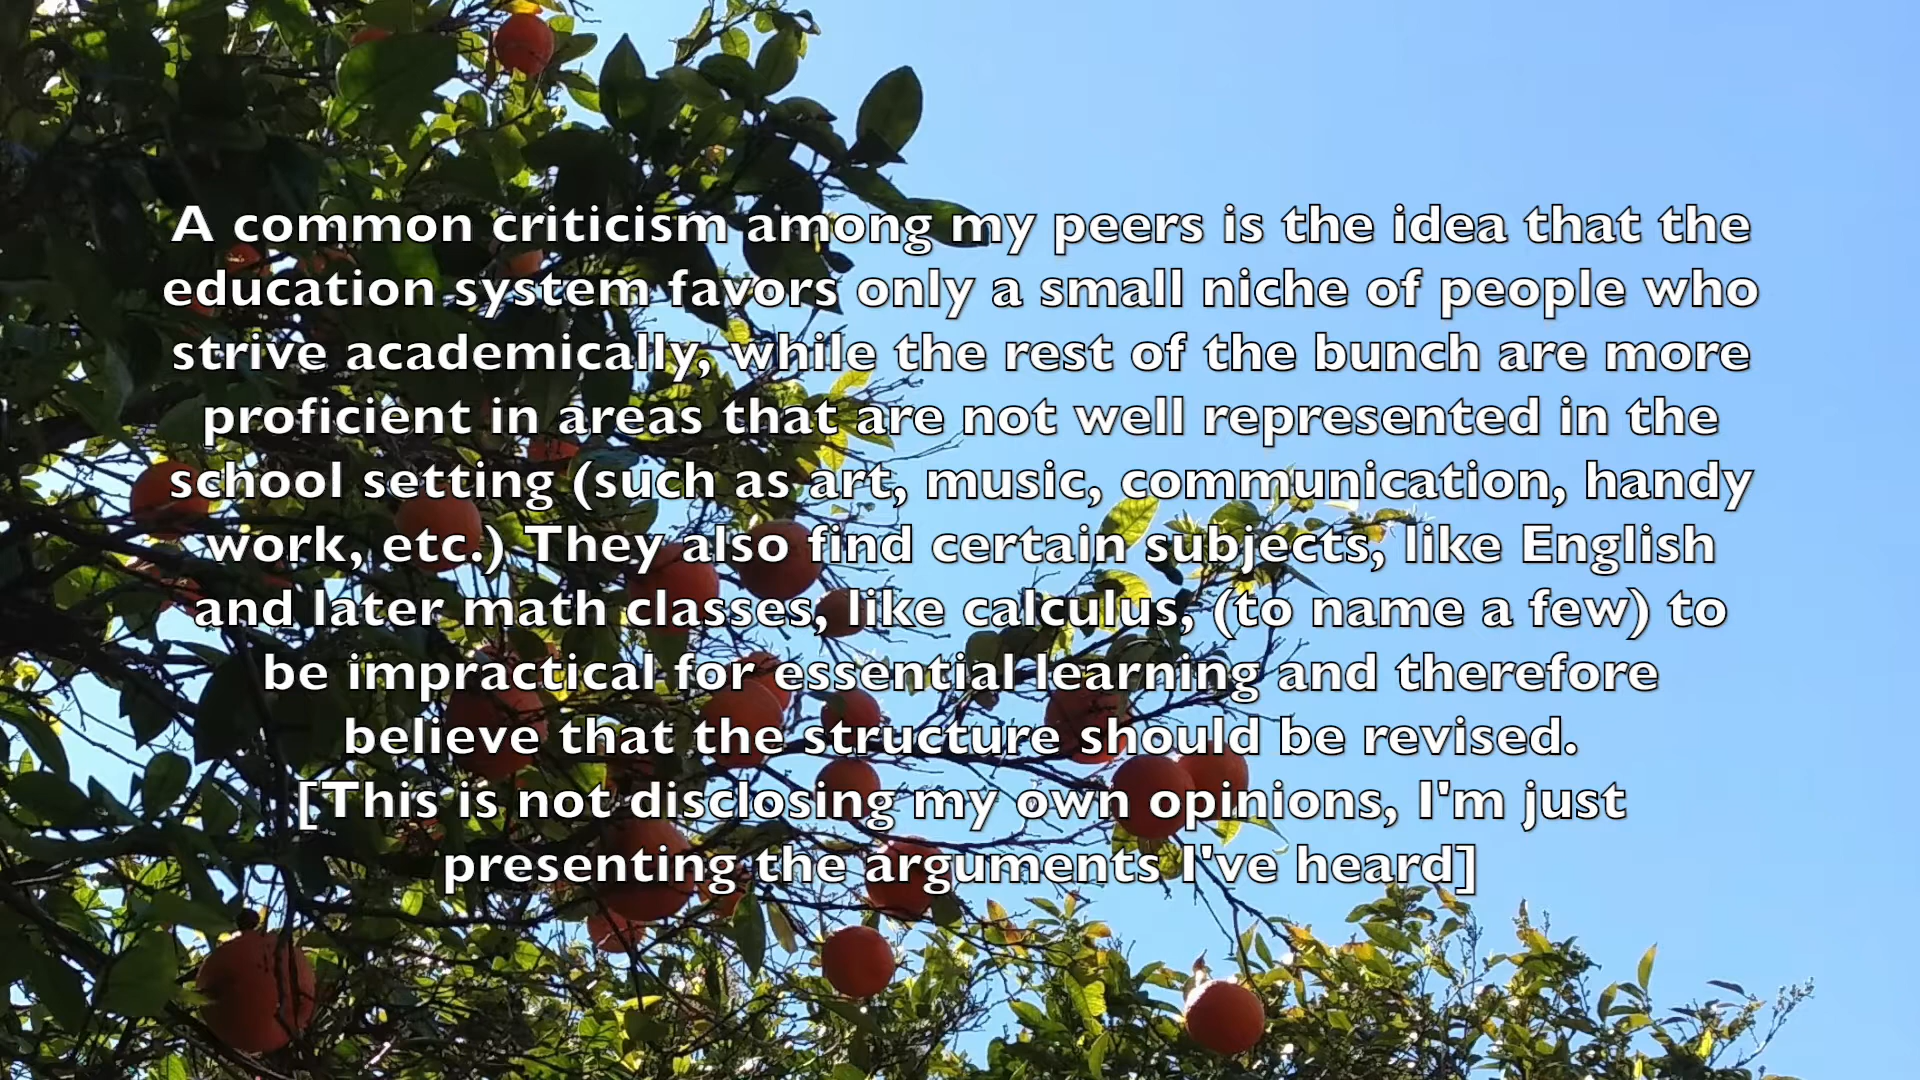 A common criticism among my peers is the idea that the
education system favors only a small niche of people who
strive academically, while the rest of the bunch are more
proficient in areas that are not well represented in the
school setting (such as art, music, communication, handy
work, etc.) They also find certain subjects, like English
and later math classes, like calculus, (to name a few) to
be impractical for essential learning and therefore
believe that the structure should be revised.
[This is not disclosing my own opinions, I'm just
presenting the arguments I've heard]